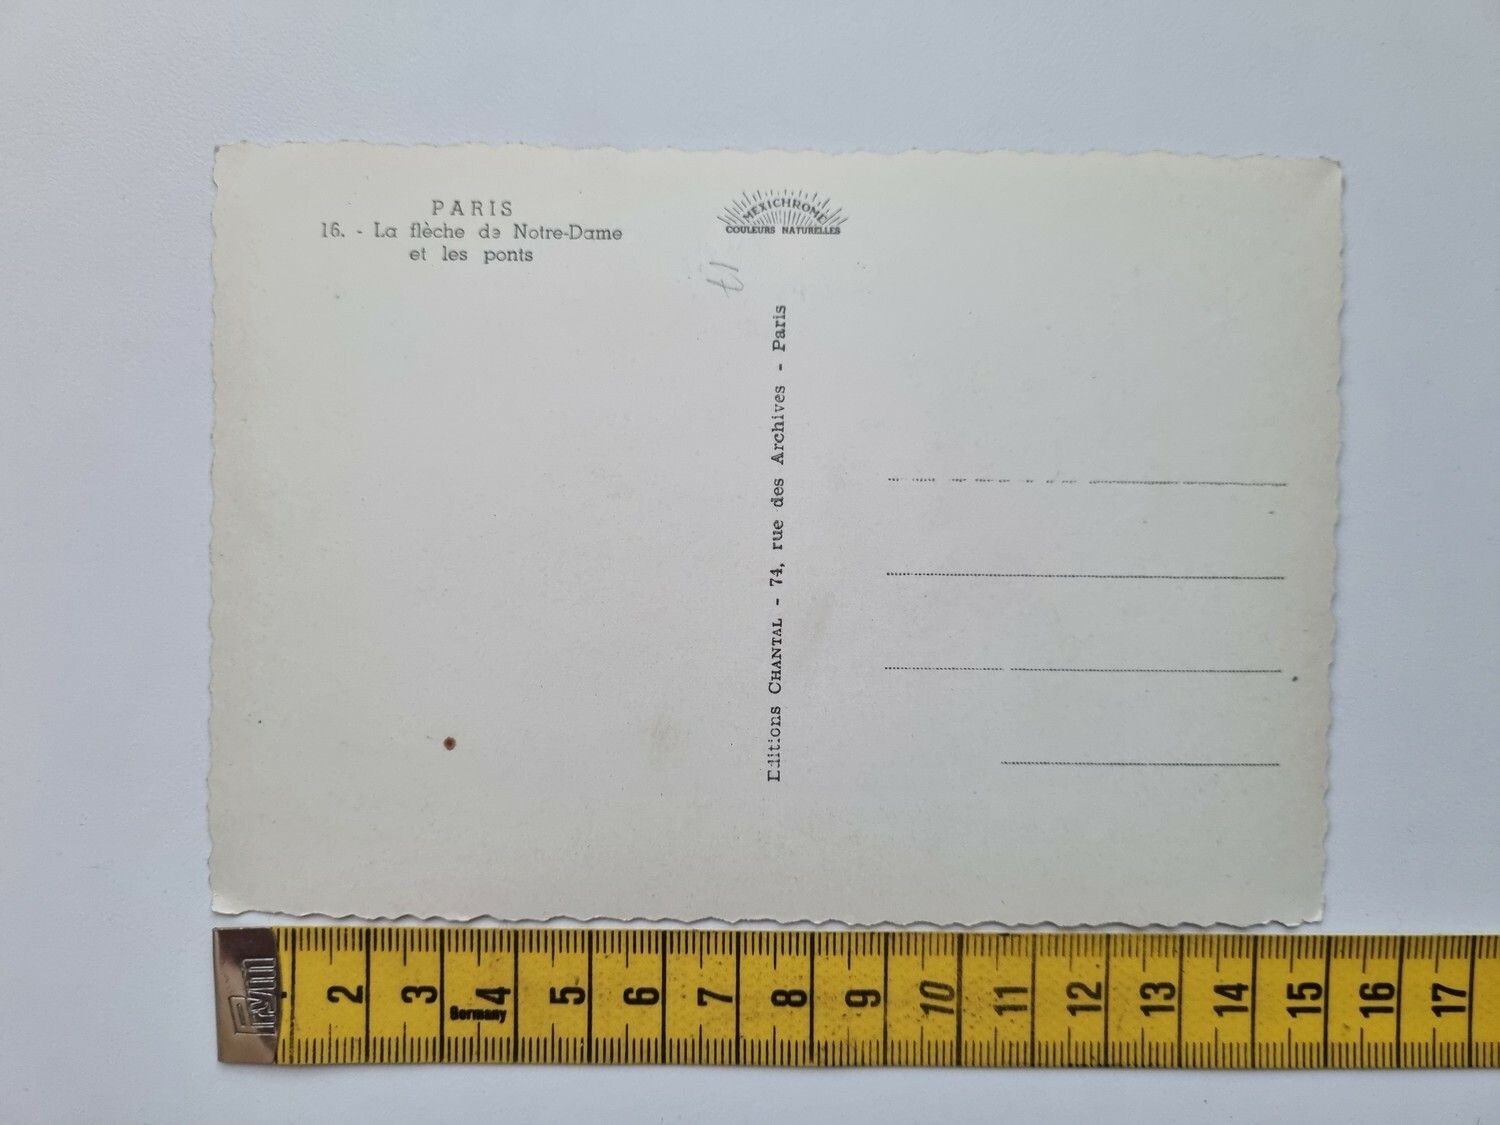 PARIS
16. - La flèche de Notre-Dame
et les ponts
MEXICHROME
COULEURS NATURELLES
Editions CHANTAL - 74, rue des Archives - Paris
Prym
2 3 4 5 6 7 8 9 10 11 12 13 14 15 16 17
Germany